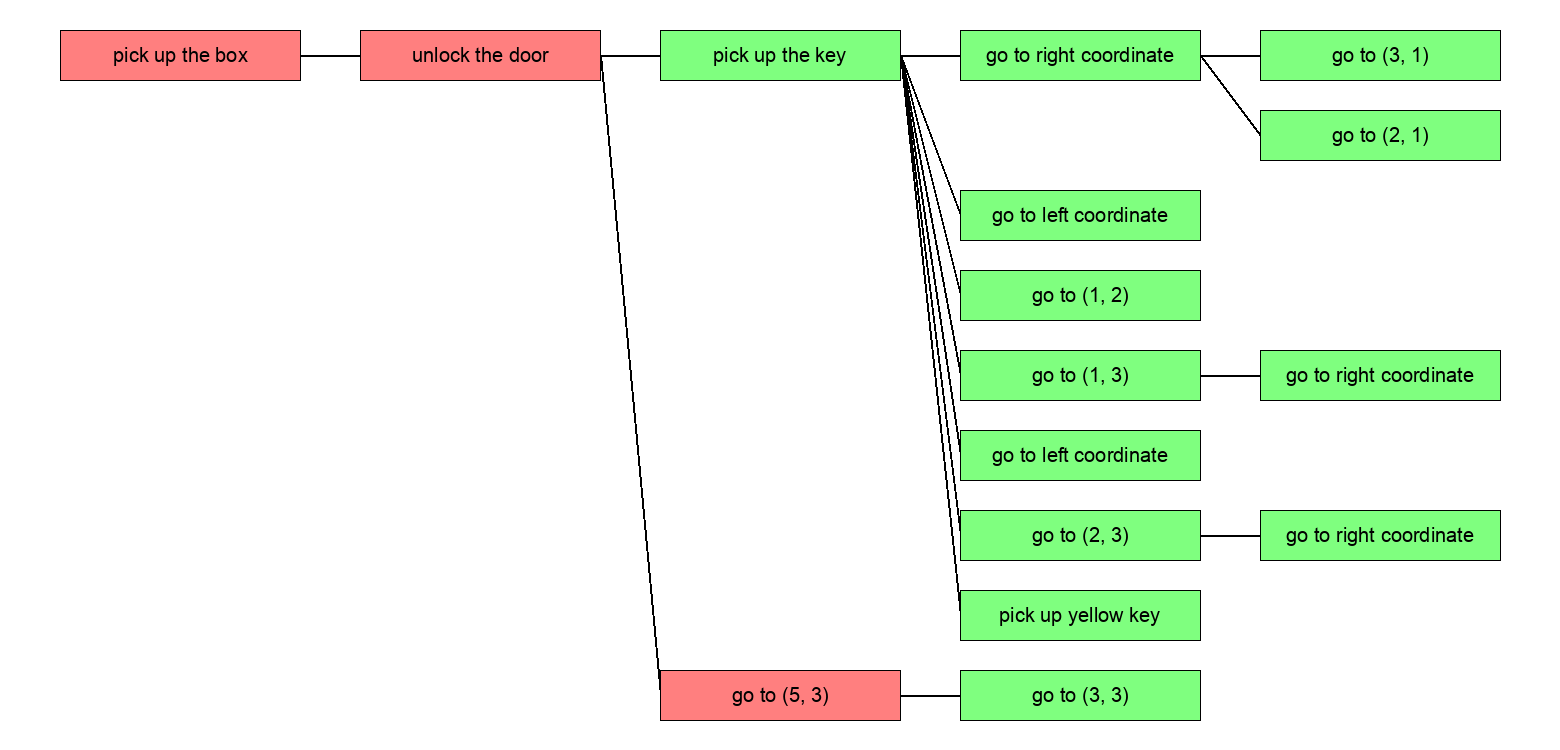 pick up the box
unlock the door
pick up the key
go to right coordinate
go to (3, 1)
go to (2, 1)
go to left coordinate
go to (1, 2)
go to (1, 3)
go to right coordinate
go to left coordinate
go to (2, 3)
go to right coordinate
pick up yellow key
go to (5, 3)
go to (3, 3)